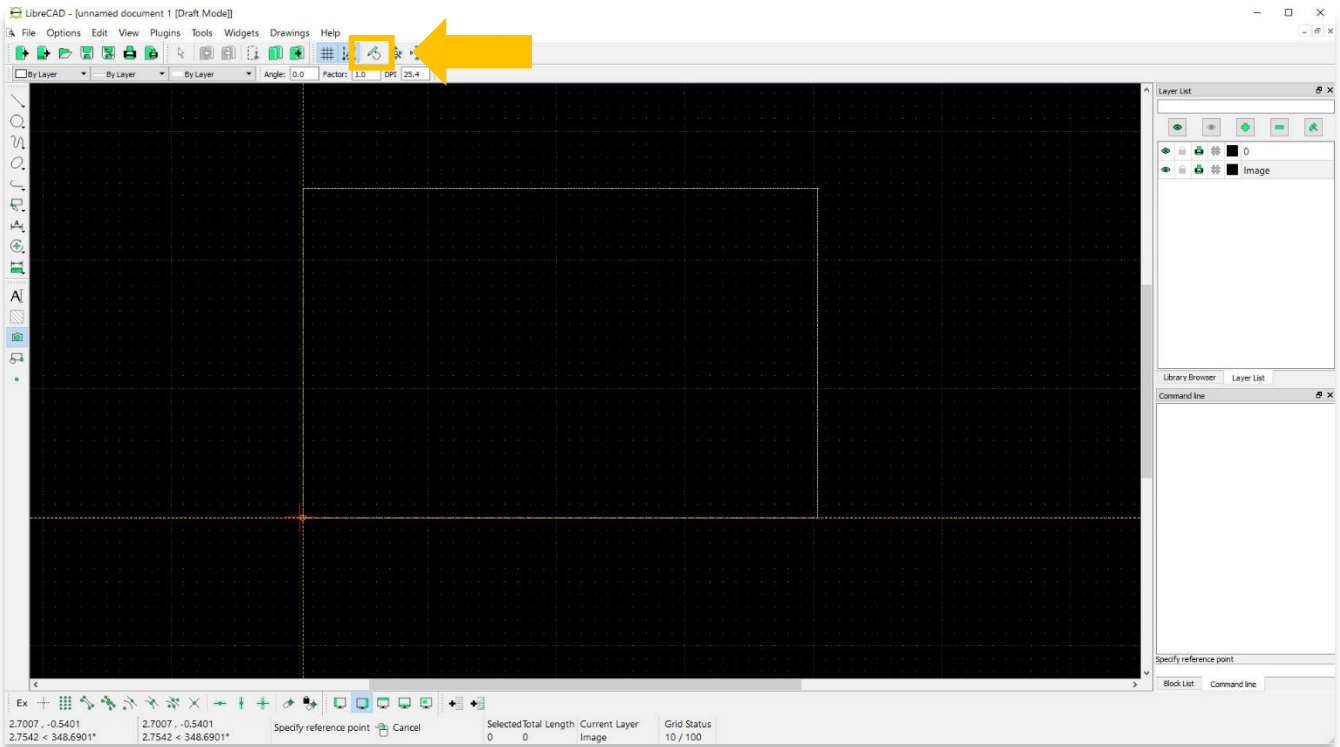 LibreCAD - [unnamed document 1 [Draft Mode]]
File Options Edit View Plugins Tools Widgets Drawings Help
By Layer By Layer By Layer Angle: 0.0 Factor: 1.0 DPI 25.4
Layer List
0
Image
Library Browser Layer List
Command line
Specify reference point
Block List Command line
Ex
2.7007 , -0.5401 2.7007 , -0.5401 Specify reference point Cancel Selected Total Length Current Layer Grid Status
2.7542 < 348.6901° 2.7542 < 348.6901° 0 0 Image 10 / 100